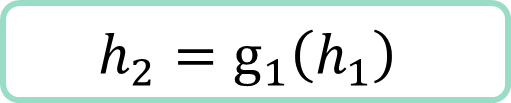 h₂ = g₁(h₁)